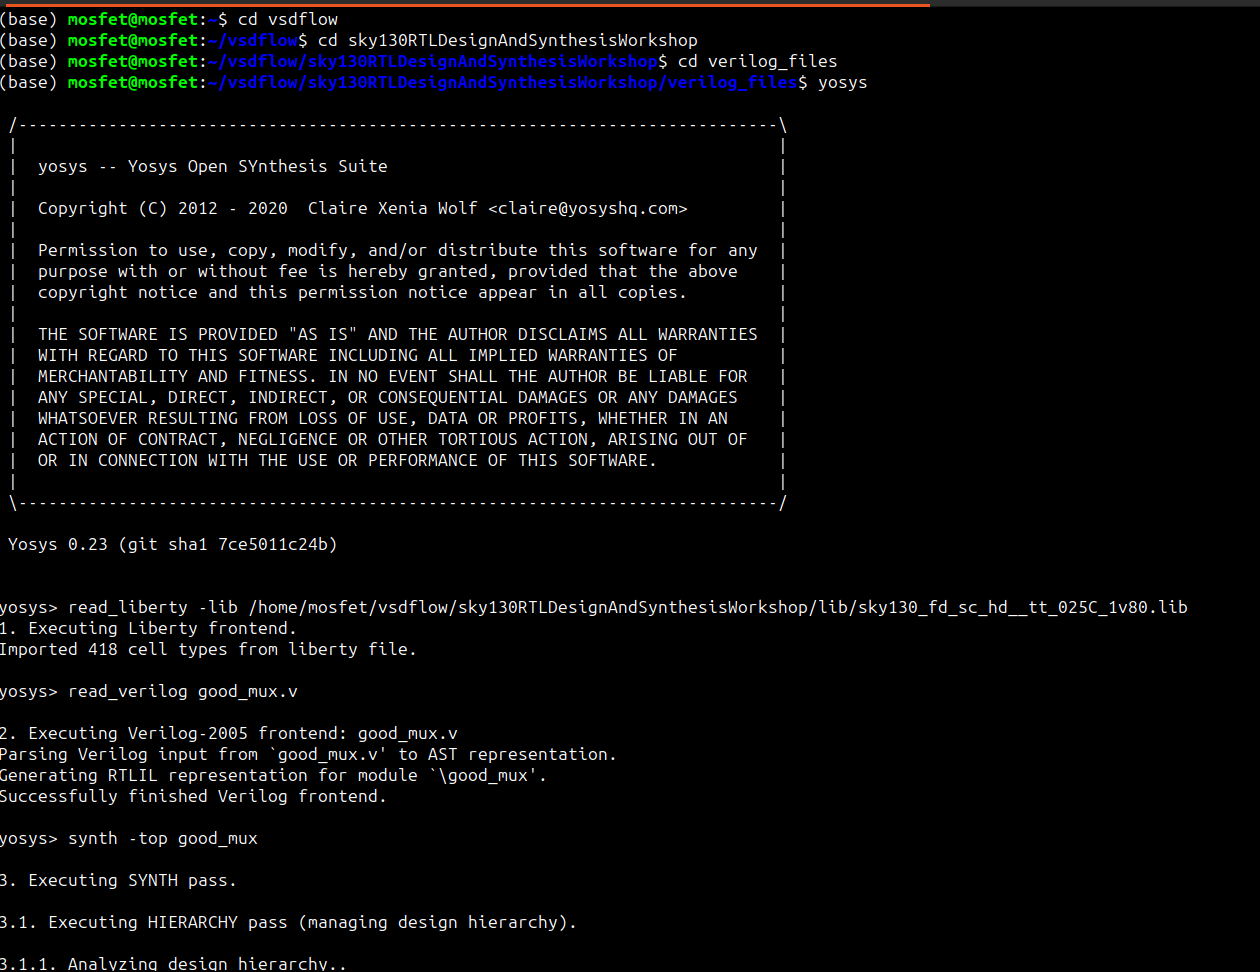 (base) mosfet@mosfet:~$ cd vsdflow
(base) mosfet@mosfet:~/vsdflow$ cd sky130RTLDesignAndSynthesisWorkshop
(base) mosfet@mosfet:~/vsdflow/sky130RTLDesignAndSynthesisWorkshop$ cd verilog_files
(base) mosfet@mosfet:~/vsdflow/sky130RTLDesignAndSynthesisWorkshop/verilog_files$ yosys
/----------------------------------------------------------------------------\
|                                                                            |
|  yosys -- Yosys Open SYnthesis Suite                                       |
|                                                                            |
|  Copyright (C) 2012 - 2020  Claire Xenia Wolf <claire@yosyshq.com>         |
|                                                                            |
|  Permission to use, copy, modify, and/or distribute this software for any  |
|  purpose with or without fee is hereby granted, provided that the above    |
|  copyright notice and this permission notice appear in all copies.         |
|                                                                            |
|  THE SOFTWARE IS PROVIDED "AS IS" AND THE AUTHOR DISCLAIMS ALL WARRANTIES  |
|  WITH REGARD TO THIS SOFTWARE INCLUDING ALL IMPLIED WARRANTIES OF          |
|  MERCHANTABILITY AND FITNESS. IN NO EVENT SHALL THE AUTHOR BE LIABLE FOR   |
|  ANY SPECIAL, DIRECT, INDIRECT, OR CONSEQUENTIAL DAMAGES OR ANY DAMAGES    |
|  WHATSOEVER RESULTING FROM LOSS OF USE, DATA OR PROFITS, WHETHER IN AN     |
|  ACTION OF CONTRACT, NEGLIGENCE OR OTHER TORTIOUS ACTION, ARISING OUT OF   |
|  OR IN CONNECTION WITH THE USE OR PERFORMANCE OF THIS SOFTWARE.            |
|                                                                            |
\----------------------------------------------------------------------------/
Yosys 0.23 (git sha1 7ce5011c24b)
yosys> read_liberty -lib /home/mosfet/vsdflow/sky130RTLDesignAndSynthesisWorkshop/lib/sky130_fd_sc_hd__tt_025C_1v80.lib
1. Executing Liberty frontend.
Imported 418 cell types from liberty file.
yosys> read_verilog good_mux.v
2. Executing Verilog-2005 frontend: good_mux.v
Parsing Verilog input from `good_mux.v' to AST representation.
Generating RTLIL representation for module `\good_mux'.
Successfully finished Verilog frontend.
yosys> synth -top good_mux
3. Executing SYNTH pass.
3.1. Executing HIERARCHY pass (managing design hierarchy).
3.1.1. Analyzing design hierarchy..